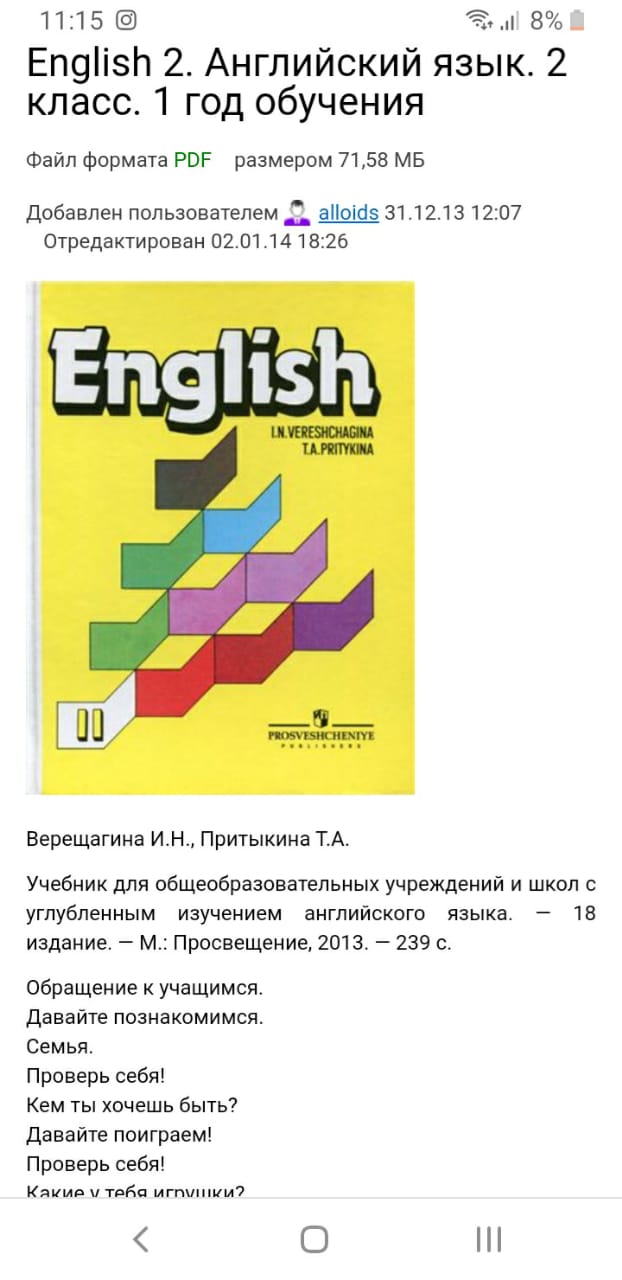 11:15
8%
English 2. Английский язык. 2
класс. 1 год обучения
Файл формата PDF размером 71,58 МБ
Добавлен пользователем alloids 31.12.13 12:07
Отредактирован 02.01.14 18:26
English
I.N.VERESHCHAGINA
T.A.PRITYKINA
II
PROSVESHCHENIYE
PUBLISHERS
Верещагина И.Н., Притыкина Т.А.
Учебник для общеобразовательных учреждений и школ с
углубленным изучением английского языка. — 18
издание. — М.: Просвещение, 2013. — 239 с.
Обращение к учащимся.
Давайте познакомимся.
Семья.
Проверь себя!
Кем ты хочешь быть?
Давайте поиграем!
Проверь себя!
Какие у тебя игрушки?